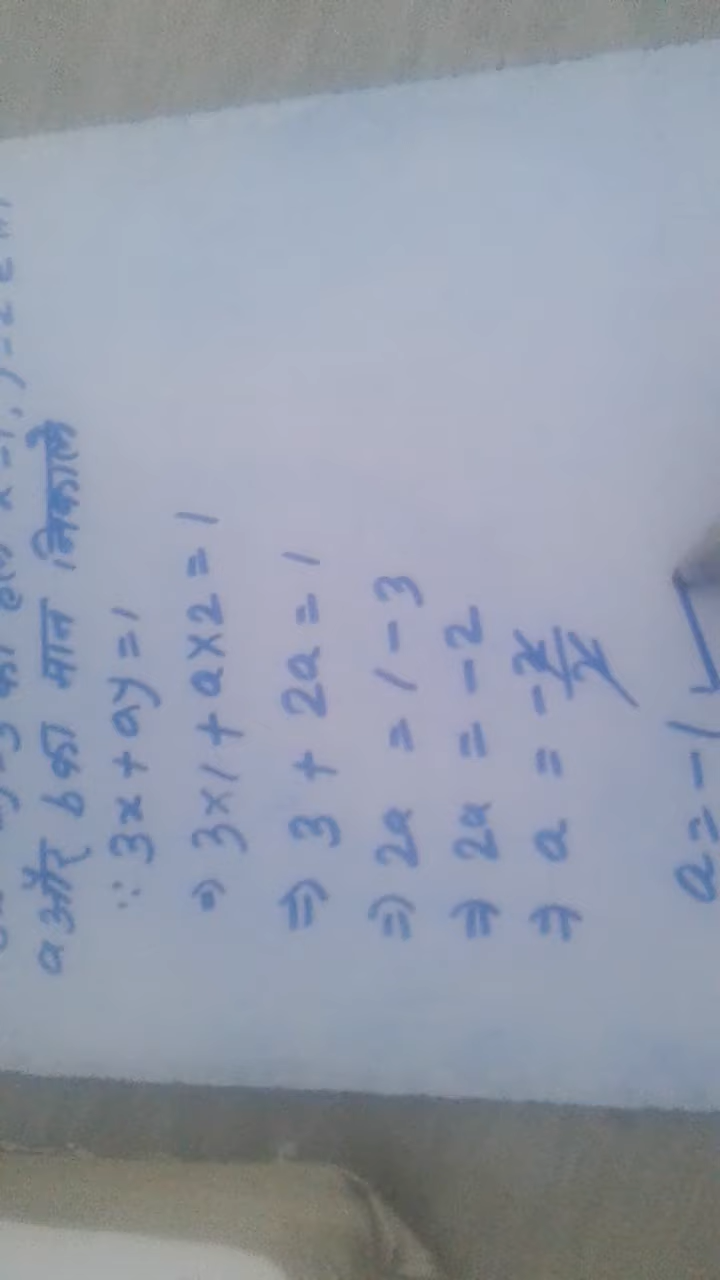 a और b का मान निकाले
∵ 3x + ay = 1
⇒ 3×1 + a×2 = 1
⇒ 3 + 2a = 1
⇒ 2a = 1 - 3
⇒ 2a = -2
⇒ a = -2/2
a = -1